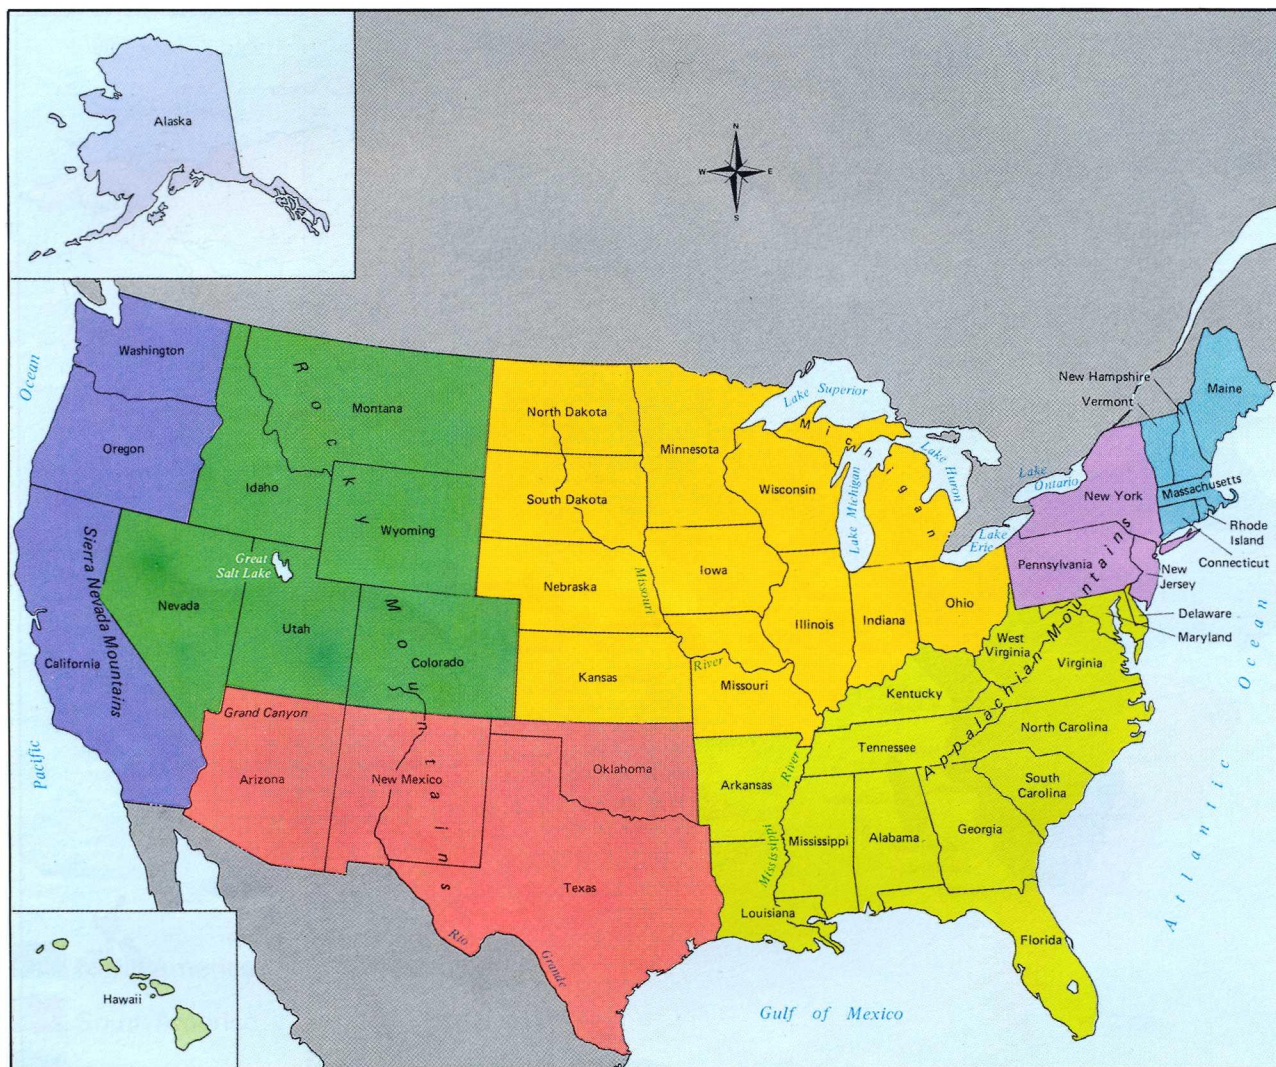 Alaska
N
W
E
S
Ocean
Washington
Oregon
Idaho
Montana
Rocky
Mountains
Wyoming
North Dakota
South Dakota
Minnesota
Lake Superior
Michigan
Wisconsin
Lake Michigan
Lake Huron
Lake
Ontario
Lake
Erie
New Hampshire
Vermont
Maine
New York
Massachusetts
Rhode
Island
Connecticut
Pennsylvania
New
Jersey
Delaware
Maryland
Sierra Nevada Mountains
California
Nevada
Great
Salt Lake
Utah
Colorado
Nebraska
Iowa
Missouri
River
Kansas
Missouri
Illinois
Indiana
Ohio
West
Virginia
Virginia
Kentucky
Appalachian Mountains
North Carolina
Tennessee
South
Carolina
Pacific
Grand Canyon
Arizona
New Mexico
Oklahoma
Texas
Arkansas
River
Mississippi
Mississippi
Alabama
Georgia
Louisiana
Florida
Rio
Grande
Hawaii
Gulf of Mexico
Atlantic Ocean